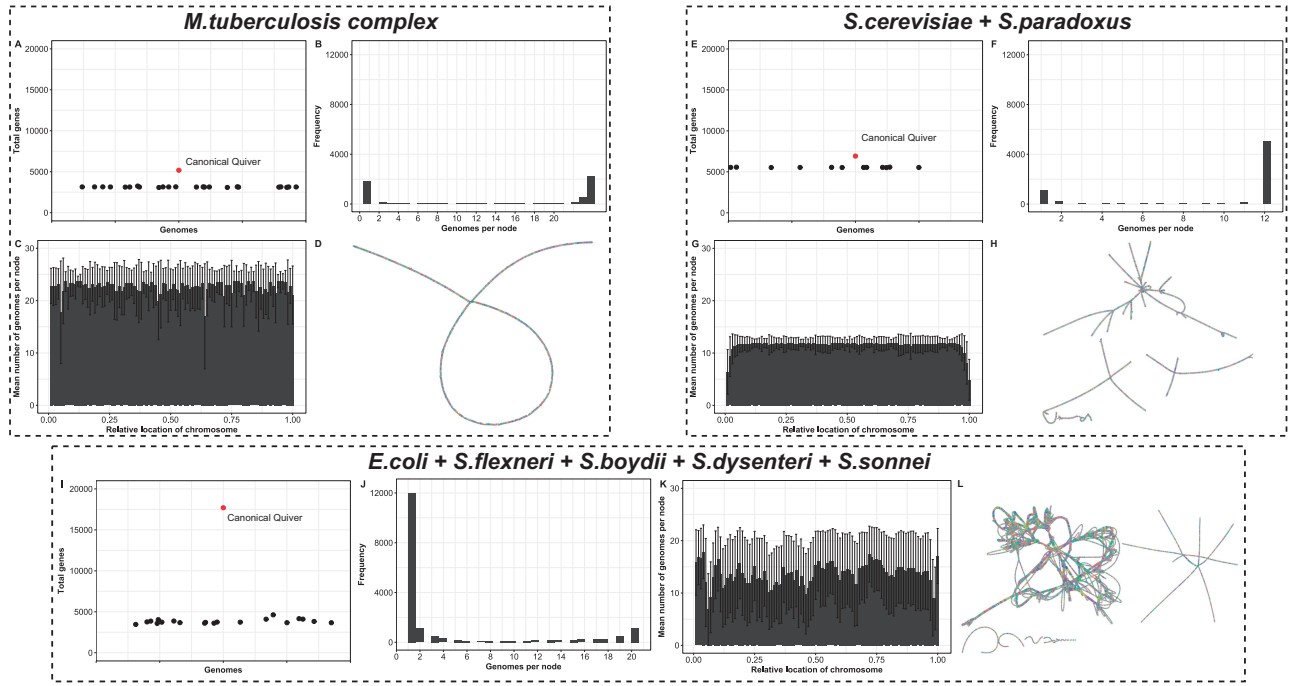 M.tuberculosis complex
A
20000
15000
10000
5000
0
Total genes
Canonical Quiver
Genomes
B
12000
8000
4000
0
Frequency
0 2 4 6 8 10 12 14 16 18 20
Genomes per node
C
30
20
10
0
Mean number of genomes per node
0.00 0.25 0.50 0.75 1.00
Relative location of chromosome
D
S.cerevisiae + S.paradoxus
E
20000
15000
10000
5000
0
Total genes
Canonical Quiver
Genomes
F
12000
8000
4000
0
Frequency
2 4 6 8 10 12
Genomes per node
G
30
20
10
0
Mean number of genomes per node
0.00 0.25 0.50 0.75 1.00
Relative location of chromosome
H
E.coli + S.flexneri + S.boydii + S.dysenteri + S.sonnei
I
20000
15000
10000
5000
0
Total genes
Canonical Quiver
Genomes
J
12000
8000
4000
0
Frequency
0 2 4 6 8 10 12 14 16 18 20
Genomes per node
K
30
20
10
0
Mean number of genomes per node
0.00 0.25 0.50 0.75 1.00
Relative location of chromosome
L